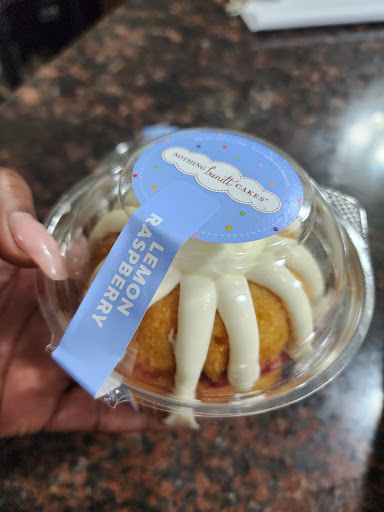 NOTHING bundt CAKES®
LEMON
RASPBERRY